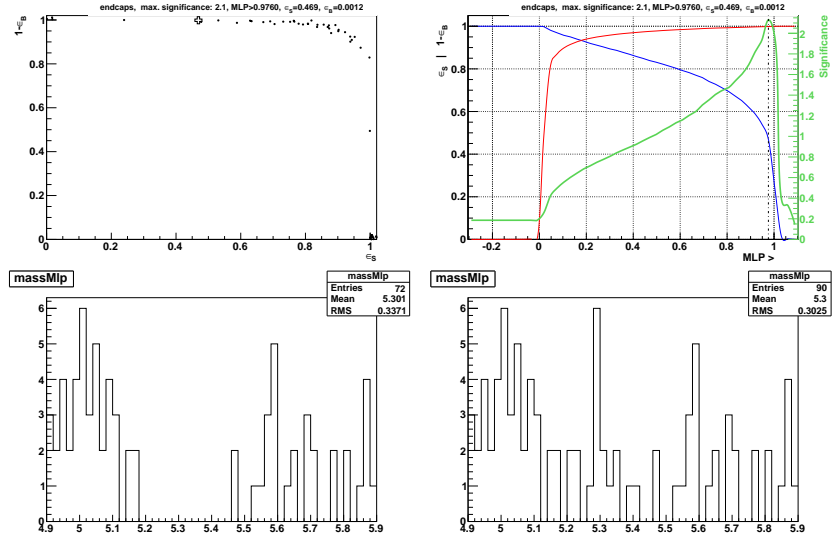 endcaps, max. significance: 2.1, MLP>0.9760, εS=0.469, εB=0.0012
1-εB
1
0.8
0.6
0.4
0.2
0
0 0.2 0.4 0.6 0.8 1
εS
endcaps, max. significance: 2.1, MLP>0.9760, εS=0.469, εB=0.0012
εS | 1-εB
1
0.8
0.6
0.4
0.2
0
-0.2 0 0.2 0.4 0.6 0.8 1
MLP >
Significance
2
1.8
1.6
1.4
1.2
1
0.8
0.6
0.4
0.2
0
massMlp
massMlp
Entries 72
Mean 5.301
RMS 0.3371
6
5
4
3
2
1
0
4.9 5 5.1 5.2 5.3 5.4 5.5 5.6 5.7 5.8 5.9
massMlp
massMlp
Entries 90
Mean 5.3
RMS 0.3025
6
5
4
3
2
1
0
4.9 5 5.1 5.2 5.3 5.4 5.5 5.6 5.7 5.8 5.9